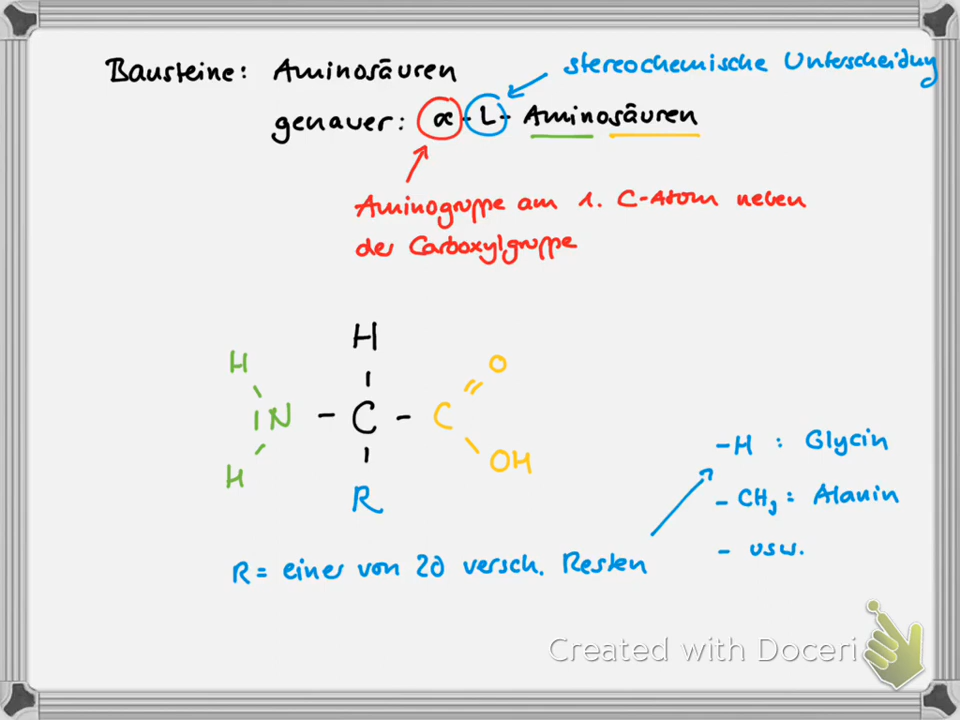 Bausteine: Aminosäuren
stereochemische Unterscheidung
genauer: α-L-Aminosäuren
Aminogruppe am 1. C-Atom neben
der Carboxylgruppe
H
H
O
N - C - C
H
OH
R
-H : Glycin
-CH3 : Alanin
- usw.
R = einer von 20 versch. Resten
Created with Doceri